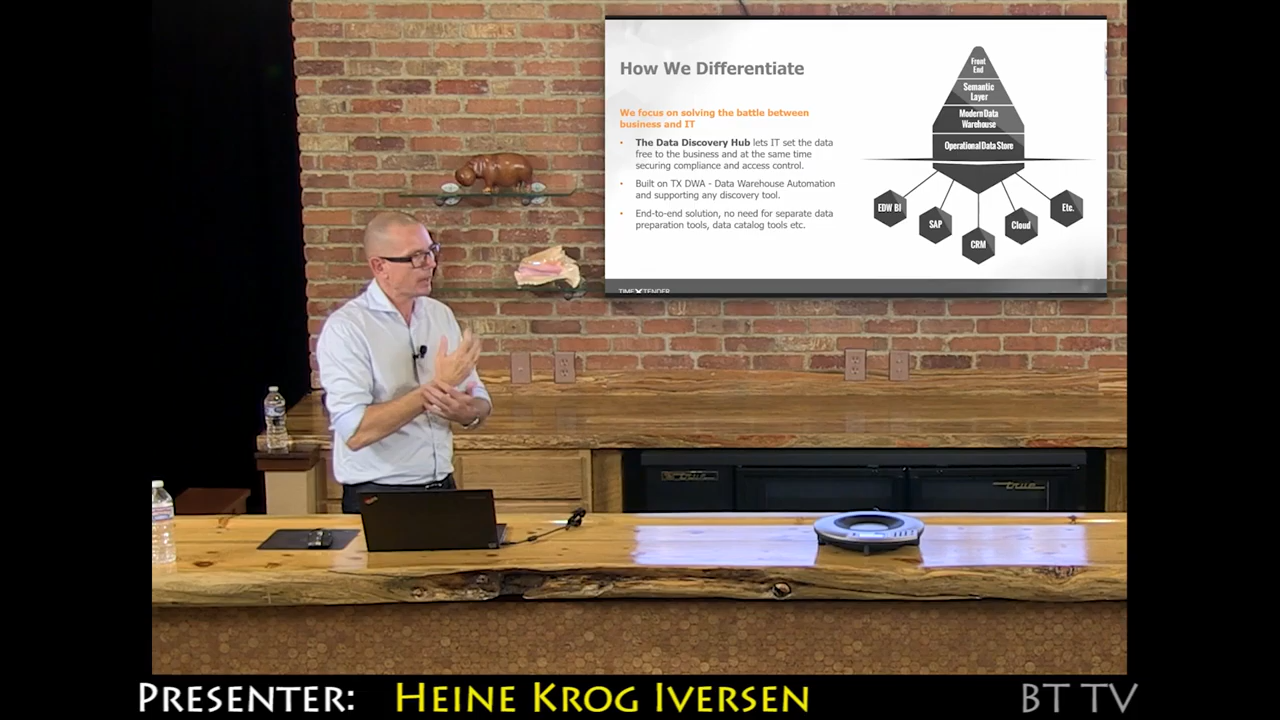 How We Differentiate
We focus on solving the battle between
business and IT
• The Data Discovery Hub lets IT set the data
free to the business and at the same time
securing compliance and access control.
• Built on TX DWA - Data Warehouse Automation
and supporting any discovery tool.
• End-to-end solution, no need for separate data
preparation tools, data catalog tools etc.
Front
End
Semantic
Layer
Modern Data
Warehouse
Operational Data Store
EDW BI
SAP
CRM
Cloud
Etc.
TIMEXTENDER
True
True
PRESENTER: HEINE KROG IVERSEN
BT TV